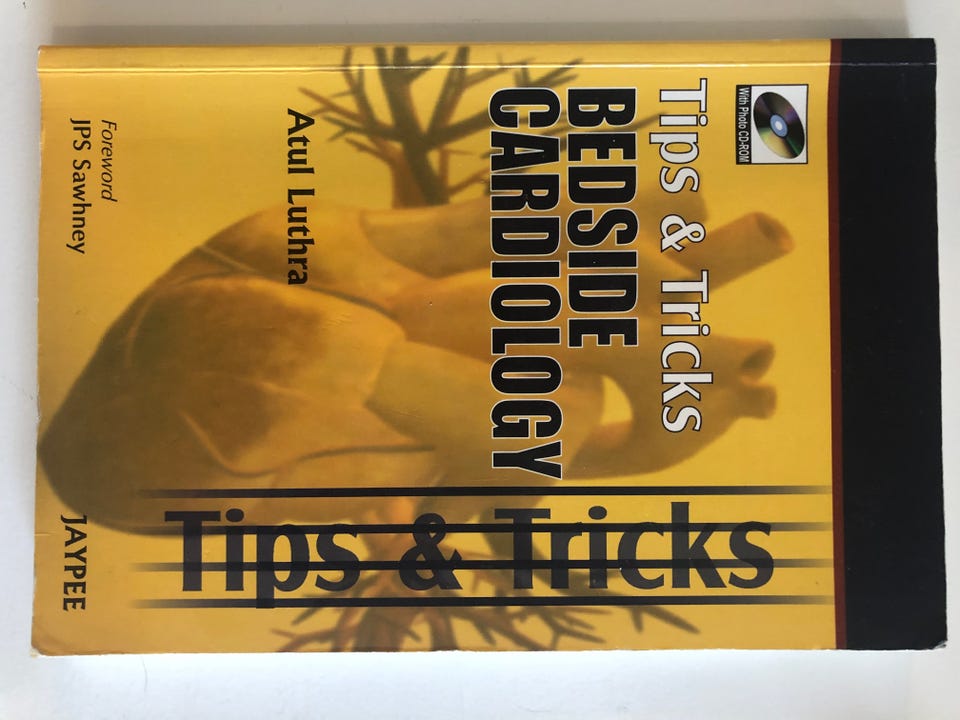 With Photo CD-ROM
Tips & Tricks
BEDSIDE
CARDIOLOGY
Atul Luthra
Foreword
JPS Sawhney
JAYPEE
Tips & Tricks